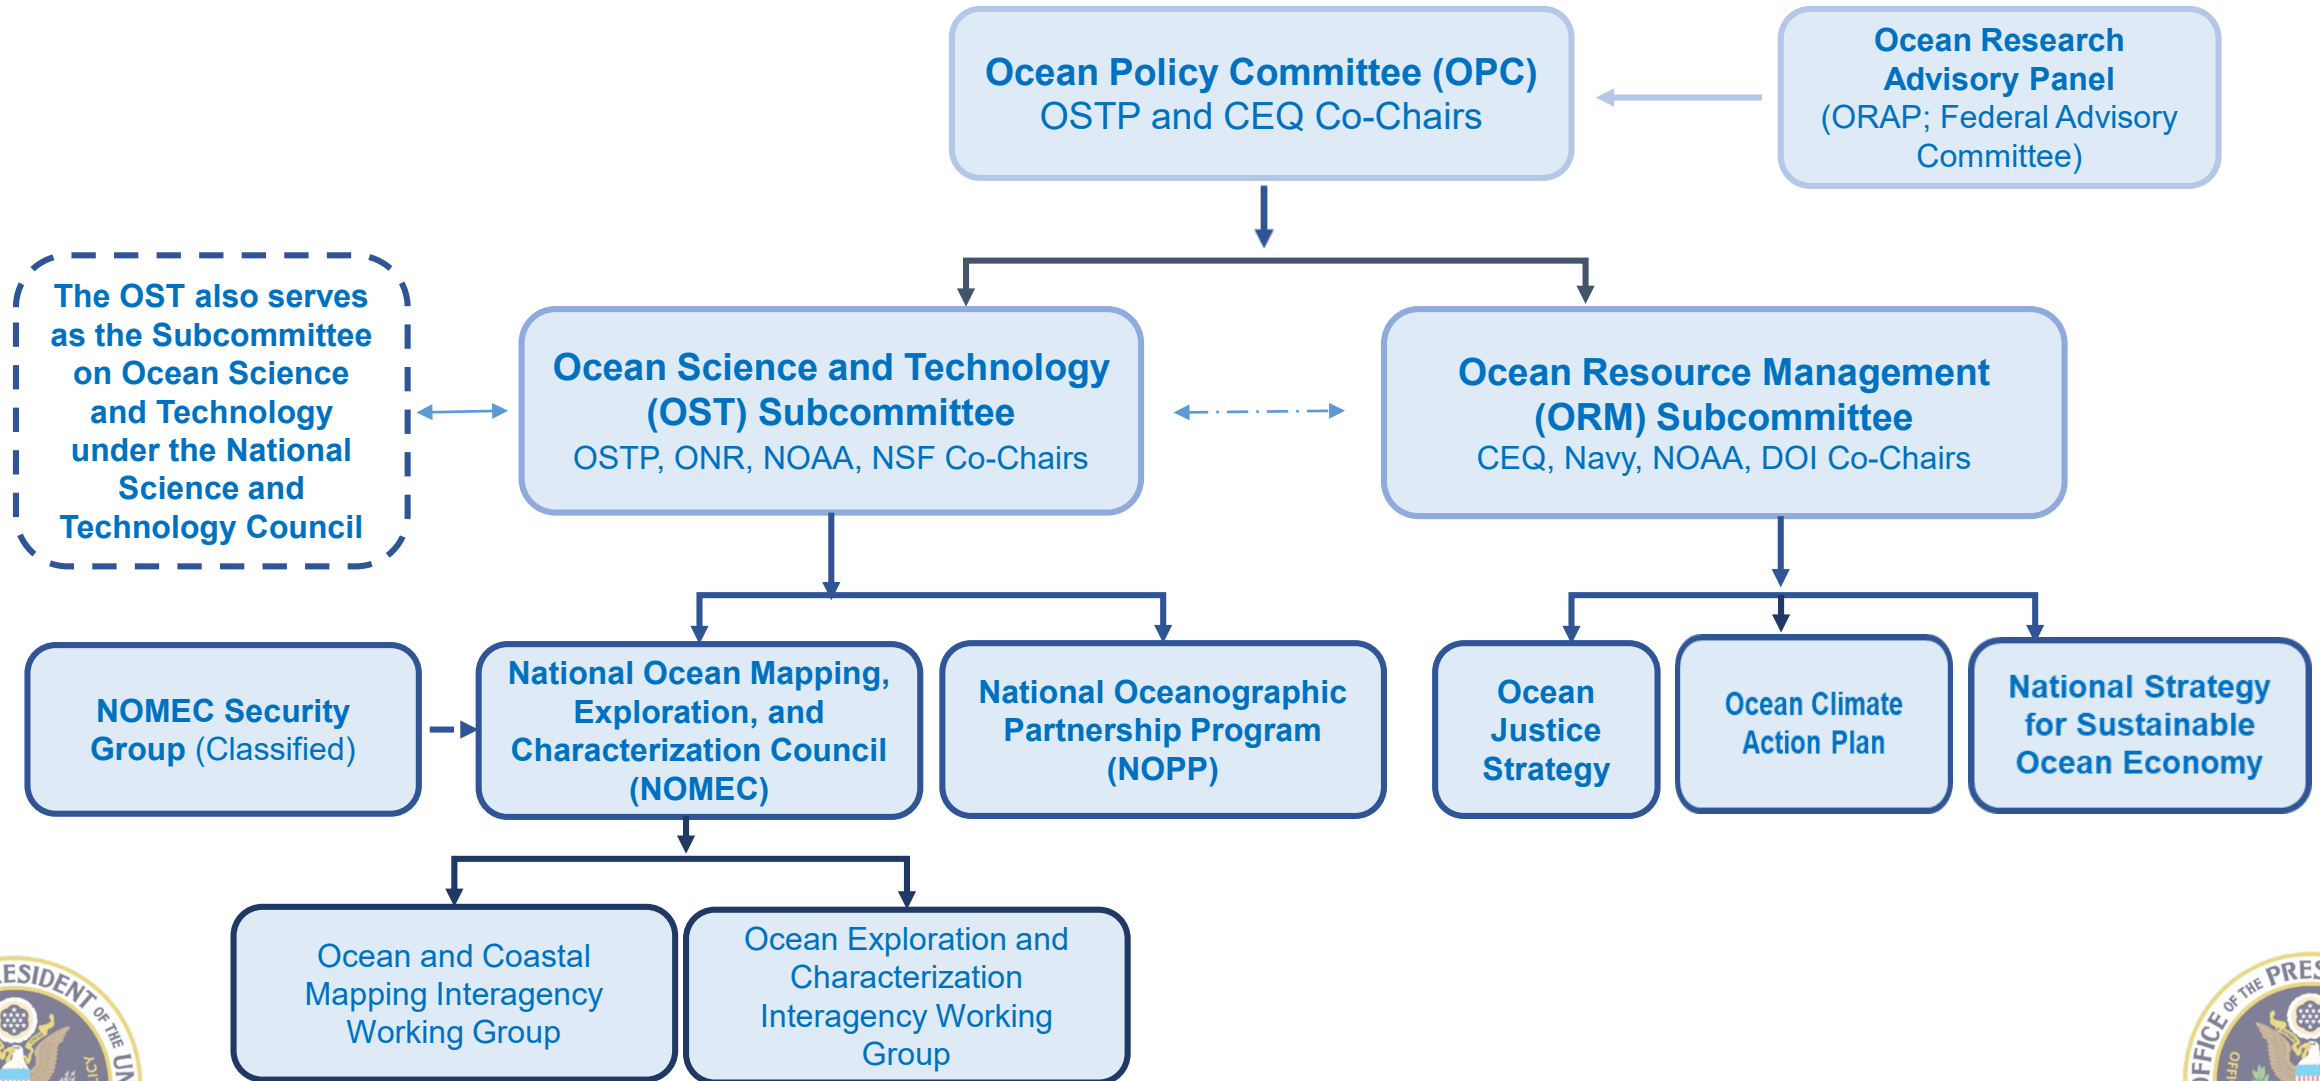 Ocean Policy Committee (OPC)
OSTP and CEQ Co-Chairs
Ocean Research
Advisory Panel
(ORAP; Federal Advisory
Committee)
The OST also serves
as the Subcommittee
on Ocean Science
and Technology
under the National
Science and
Technology Council
Ocean Science and Technology
(OST) Subcommittee
OSTP, ONR, NOAA, NSF Co-Chairs
Ocean Resource Management
(ORM) Subcommittee
CEQ, Navy, NOAA, DOI Co-Chairs
NOMEC Security
Group (Classified)
National Ocean Mapping,
Exploration, and
Characterization Council
(NOMEC)
National Oceanographic
Partnership Program
(NOPP)
Ocean
Justice
Strategy
Ocean Climate
Action Plan
National Strategy
for Sustainable
Ocean Economy
Ocean and Coastal
Mapping Interagency
Working Group
Ocean Exploration and
Characterization
Interagency Working
Group
OF THE
OFFICE OF THE